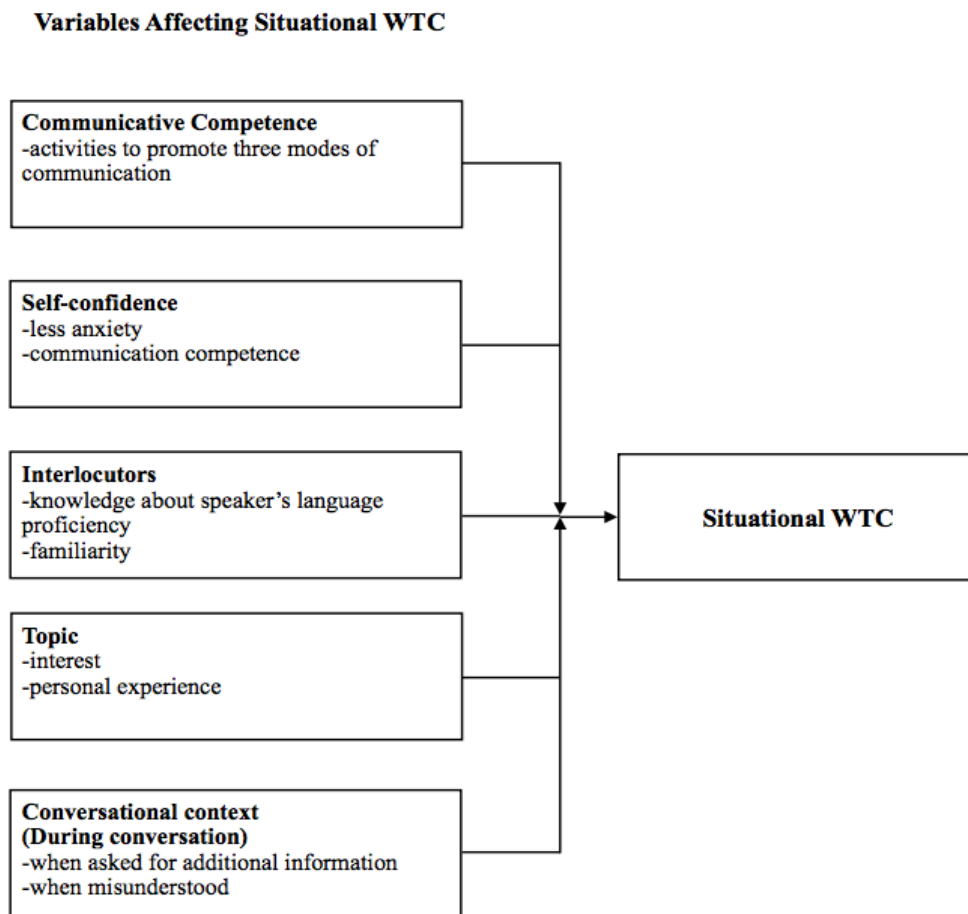 Variables Affecting Situational WTC
Communicative Competence
-activities to promote three modes of
communication
Self-confidence
-less anxiety
-communication competence
Interlocutors
-knowledge about speaker’s language
proficiency
-familiarity
Situational WTC
Topic
-interest
-personal experience
Conversational context
(During conversation)
-when asked for additional information
-when misunderstood